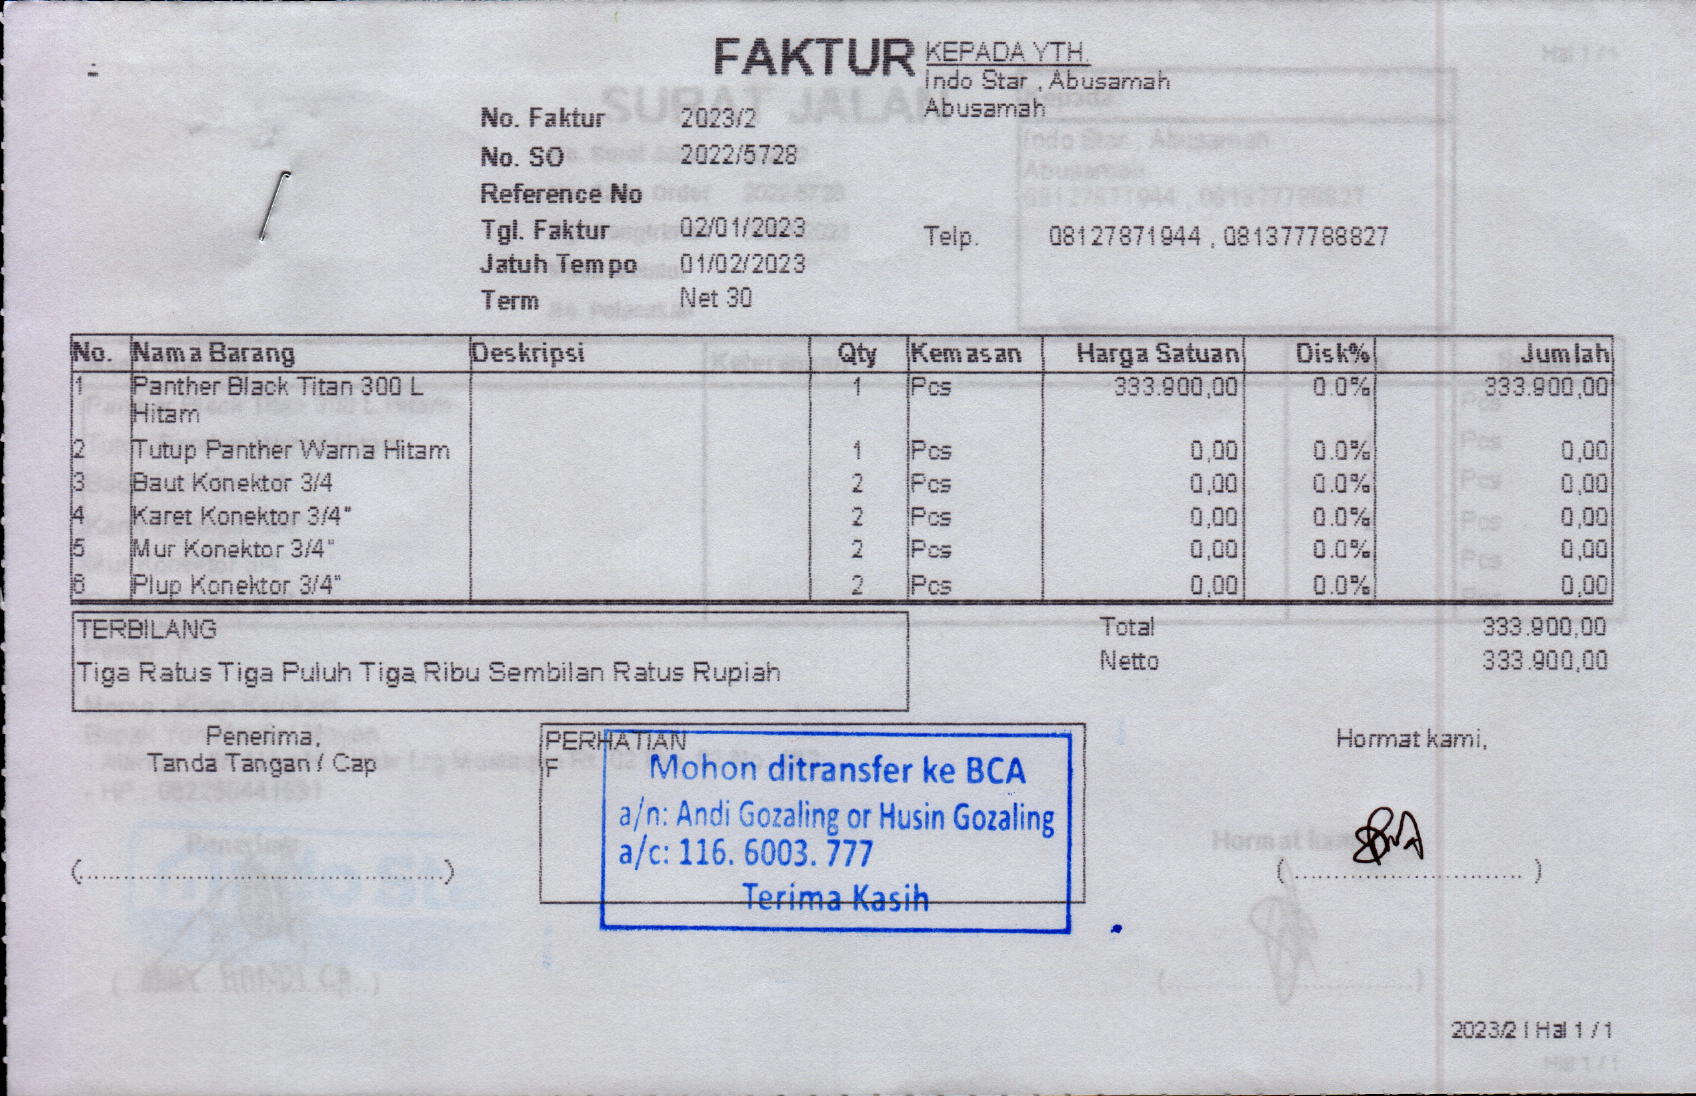 FAKTUR
KEPADA YTH.
Indo Star , Abusamah
Abusamah
No. Faktur 2023/2
No. SO 2022/5728
Reference No
Tgl. Faktur 02/01/2023
Telp. 08127871944 , 081377788827
Jatuh Tempo 01/02/2023
Term Net 30
No. Nama Barang Deskripsi Qty Kemasan Harga Satuan Disk% Jumlah
1 Panther Black Titan 300 L Hitam 1 Pcs 333.900,00 0.0% 333.900,00
2 Tutup Panther Warna Hitam 1 Pcs 0,00 0.0% 0,00
3 Baut Konektor 3/4 2 Pcs 0,00 0.0% 0,00
4 Karet Konektor 3/4" 2 Pcs 0,00 0.0% 0,00
5 Mur Konektor 3/4" 2 Pcs 0,00 0.0% 0,00
6 Plup Konektor 3/4" 2 Pcs 0,00 0.0% 0,00
TERBILANG
Tiga Ratus Tiga Puluh Tiga Ribu Sembilan Ratus Rupiah
Total 333.900,00
Netto 333.900,00
Penerima,
Tanda Tangan / Cap
(..........................................)
PERHATIAN
F
Mohon ditransfer ke BCA
a/n: Andi Gozaling or Husin Gozaling
a/c: 116. 6003. 777
Terima Kasih
Hormat kami,
(..........................)
2023/2 | Hal 1 / 1